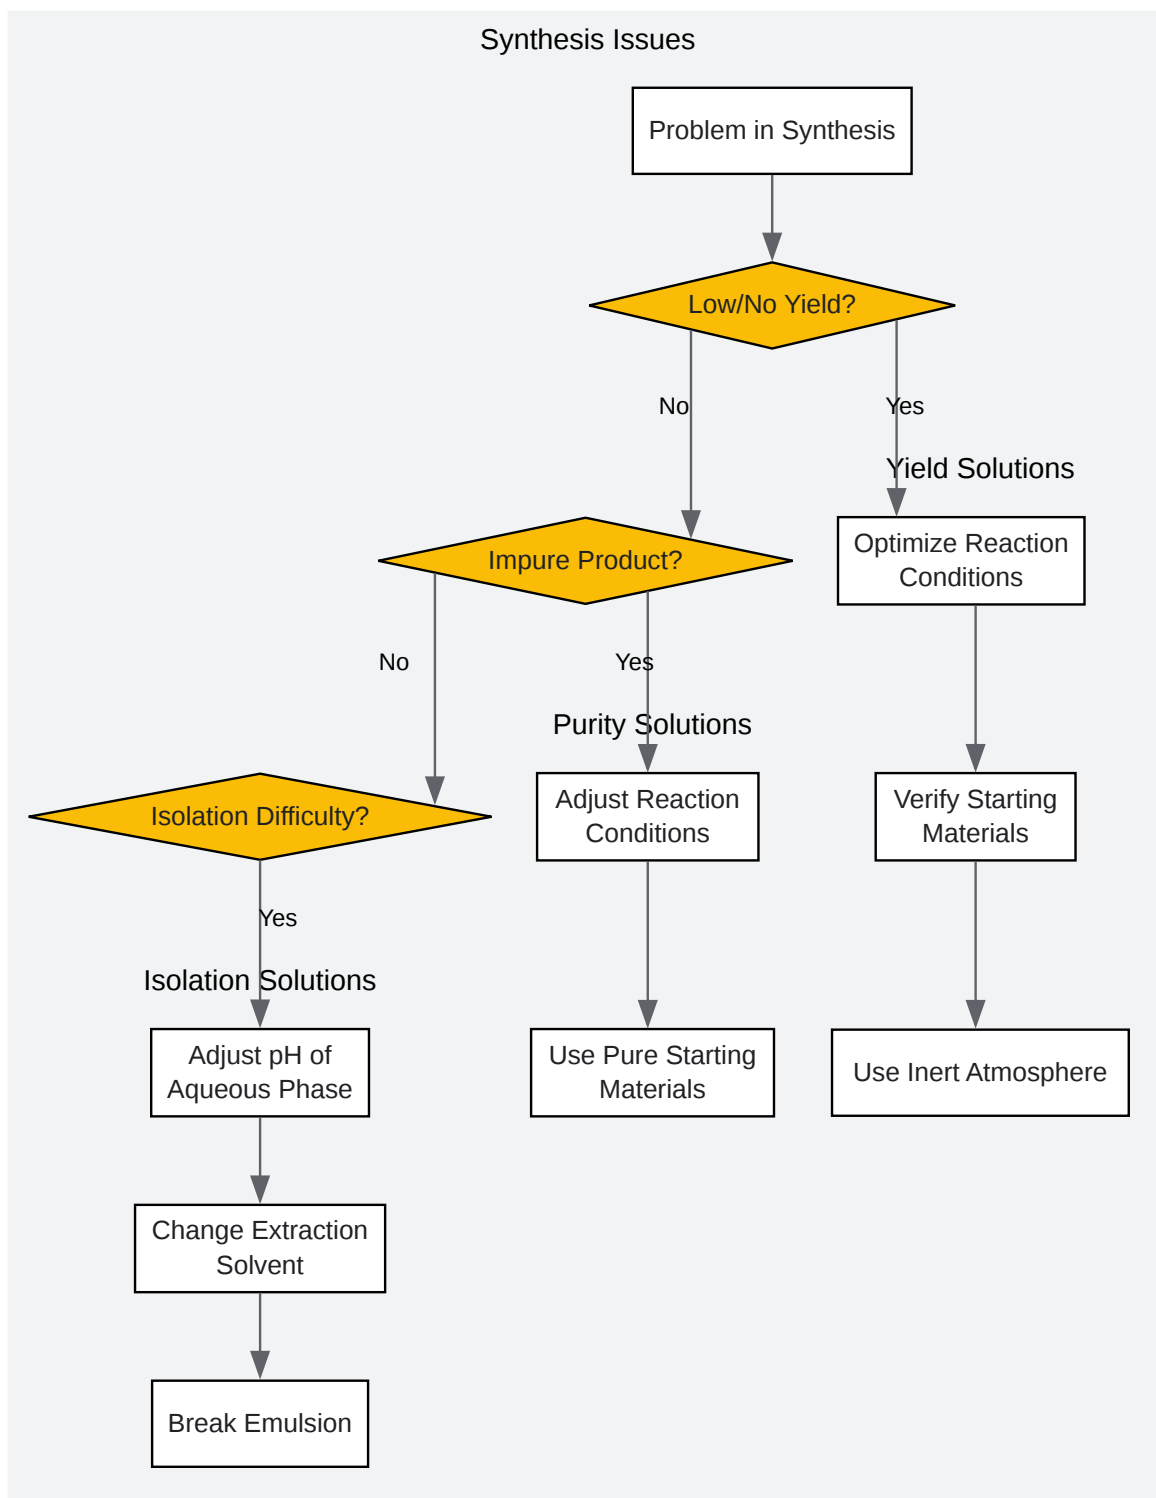 Synthesis Issues
Problem in Synthesis
Low/No Yield?
No
Yes
Yield Solutions
Optimize Reaction
Conditions
Impure Product?
No
Yes
Purity Solutions
Adjust Reaction
Conditions
Verify Starting
Materials
Isolation Difficulty?
Yes
Isolation Solutions
Adjust pH of
Aqueous Phase
Use Pure Starting
Materials
Use Inert Atmosphere
Change Extraction
Solvent
Break Emulsion